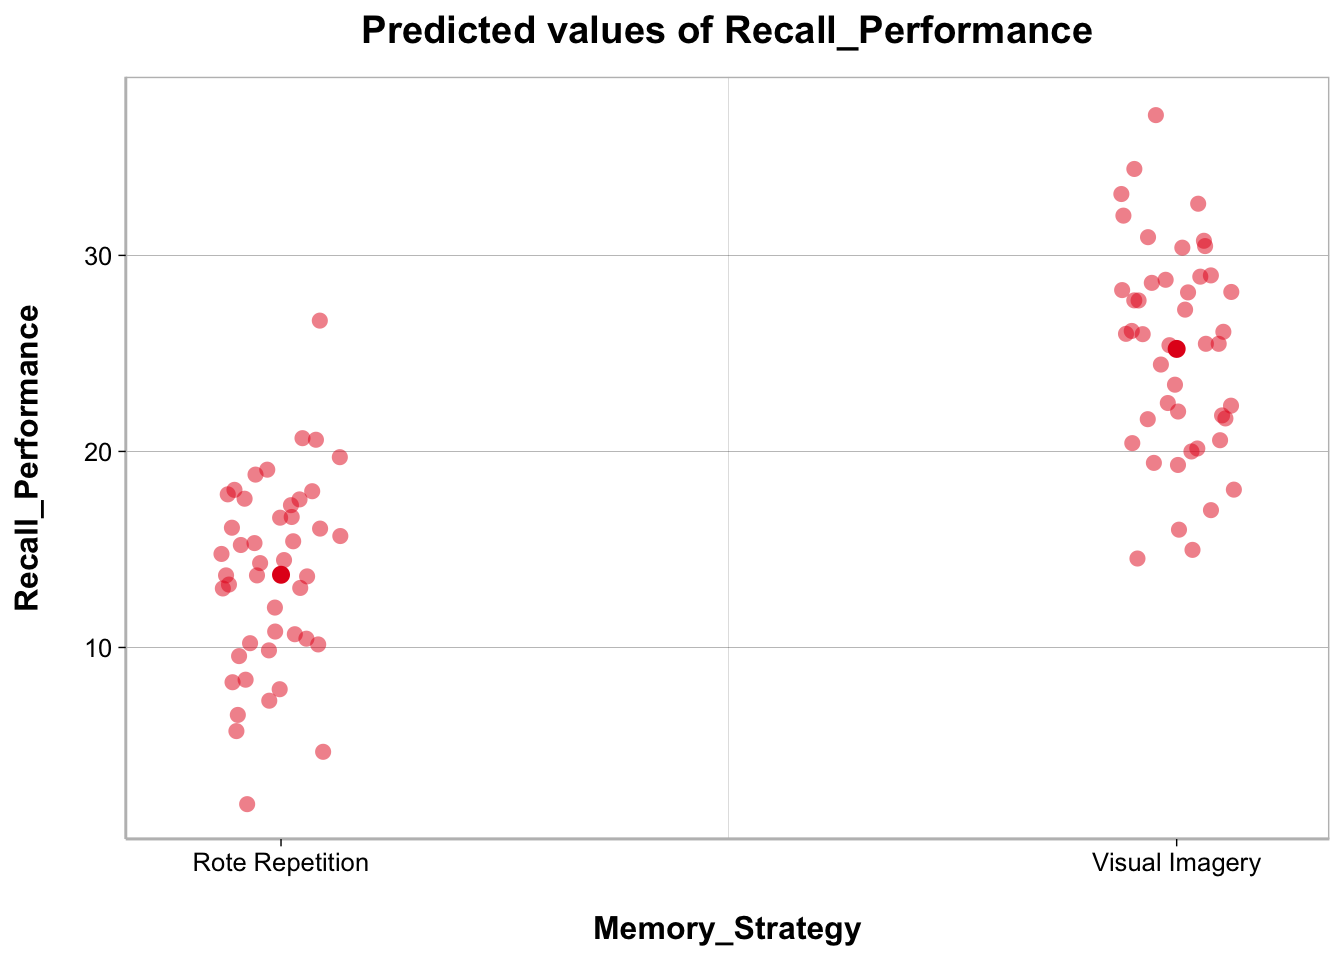 Predicted values of Recall_Performance
Recall_Performance
30
20
10
Rote Repetition
Visual Imagery
Memory_Strategy